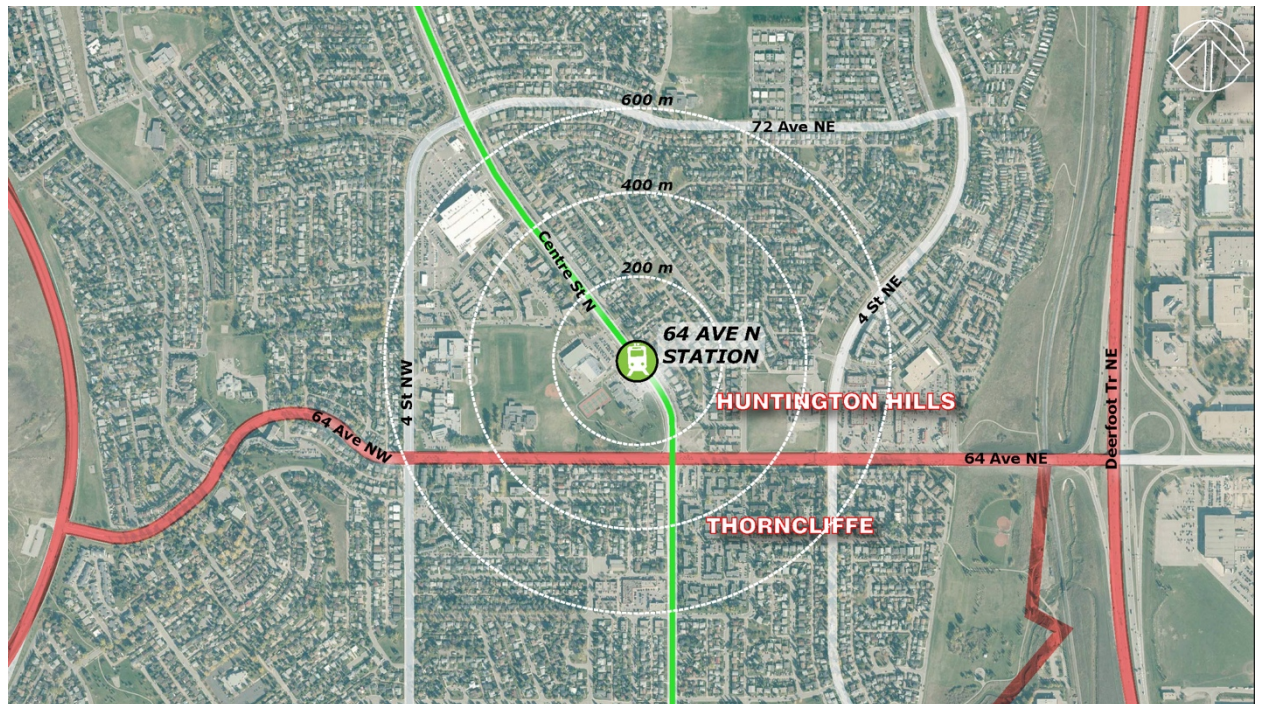 600 m
72 Ave NE
400 m
Centre St N
200 m
4 St NE
64 AVE N
STATION
HUNTINGTON HILLS
4 St NW
64 Ave NW
64 Ave NE
Deerfoot Tr NE
THORNCLIFFE